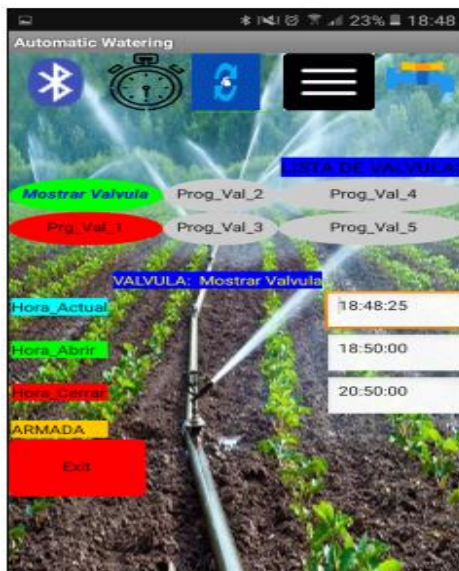 23% 18:48
Automatic Watering
LISTA DE VALVULA
Mostrar Valvula Prog_Val_2 Prog_Val_4
Prg_Val_1 Prog_Val_3 Prog_Val_5
VALVULA: Mostrar Valvula
Hora_Actual 18:48:25
Hora_Abrir 18:50:00
Hora_Cerrar 20:50:00
ARMADA
Exit